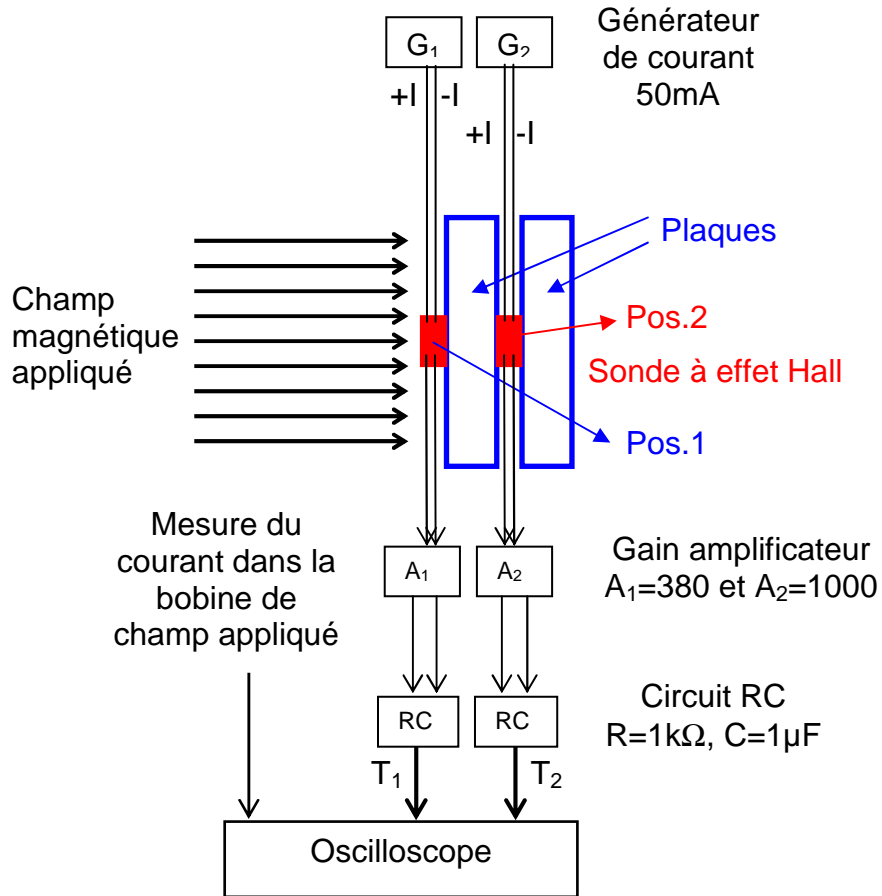 G₁
G₂
Générateur
de courant
50mA
+I
-I
+I
-I
Plaques
Champ
magnétique
appliqué
Pos.2
Sonde à effet Hall
Pos.1
Mesure du
courant dans la
bobine de
champ appliqué
A₁
A₂
Gain amplificateur
A₁=380 et A₂=1000
RC
RC
Circuit RC
R=1kΩ, C=1µF
T₁
T₂
Oscilloscope